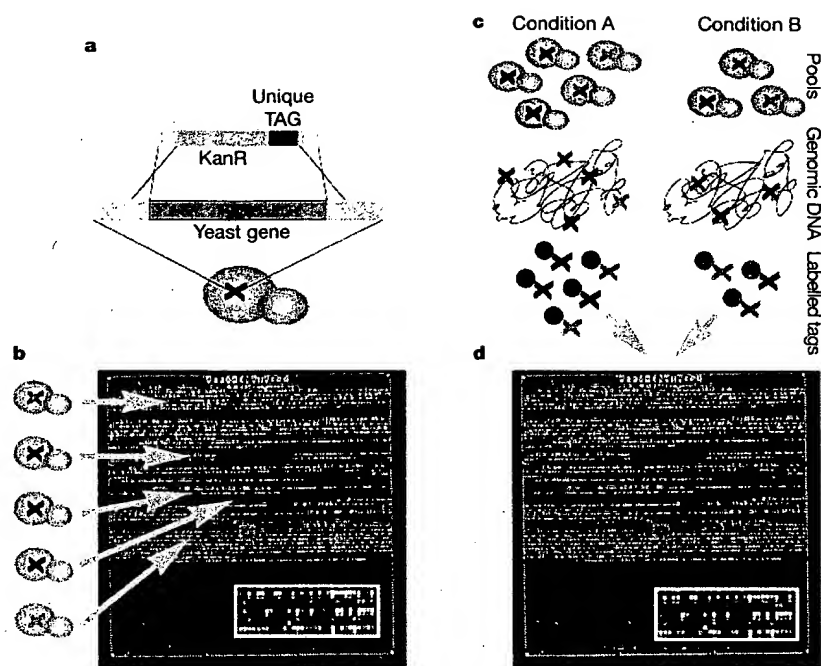 a
Unique
TAG
KanR
Yeast gene
b
c
Condition A
Condition B
Pools
Genomic DNA
Labelled tags
d